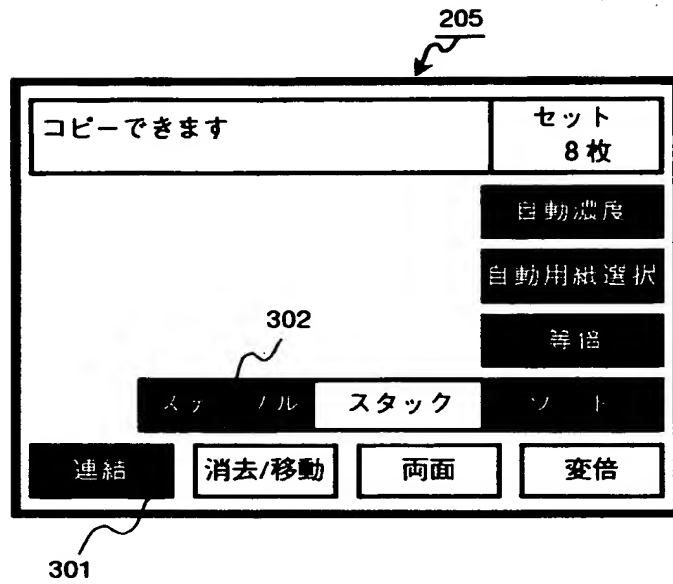 205
コピーできます
セット
8枚
自動濃度
自動用紙選択
等倍
302
スタック
連結
消去/移動
両面
変倍
301